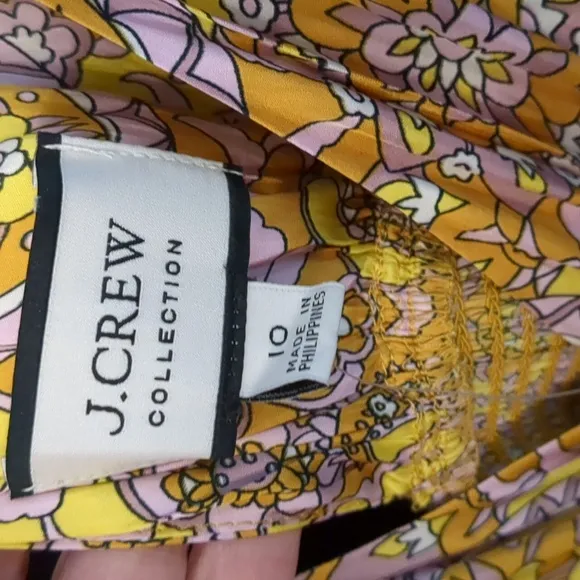 J.CREW
COLLECTION
10
MADE IN
PHILIPPINES